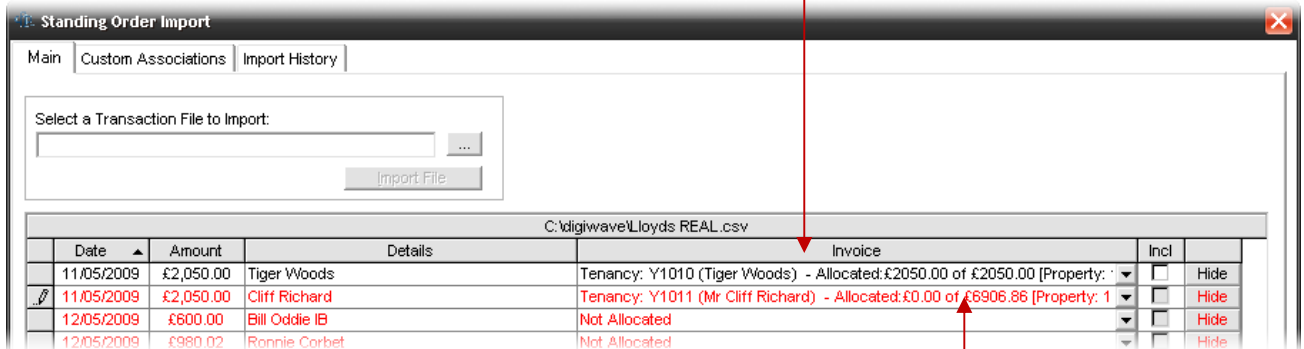 Standing Order Import
Main Custom Associations Import History
Select a Transaction File to Import:
...
Import File
C:\digiwave\Lloyds REAL.csv
Date Amount Details Invoice Incl
11/05/2009 £2,050.00 Tiger Woods Tenancy: Y1010 (Tiger Woods) - Allocated:£2050.00 of £2050.00 [Property: Hide
11/05/2009 £2,050.00 Cliff Richard Tenancy: Y1011 (Mr Cliff Richard) - Allocated:£0.00 of £6906.86 [Property: 1 Hide
12/05/2009 £600.00 Bill Oddie IB Not Allocated Hide
12/05/2009 £980.02 Ronnie Corbet Not Allocated Hide